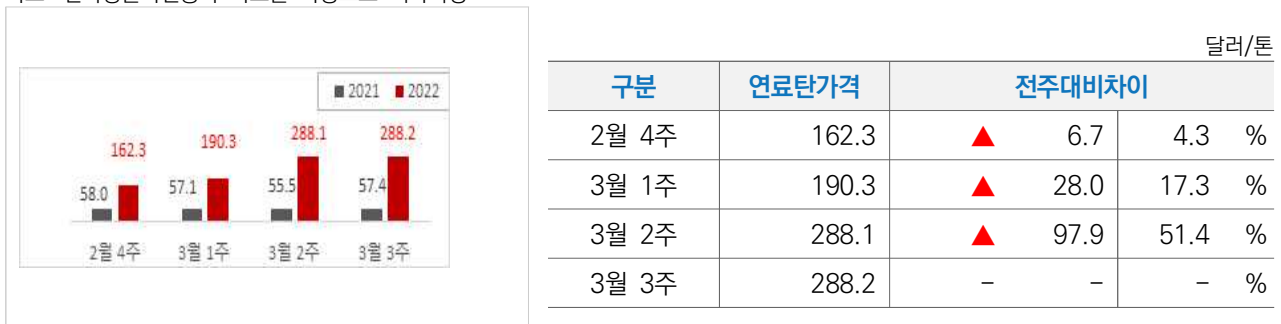 ■ 2021 ■ 2022
162.3 190.3 288.1 288.2
58.0 57.1 55.5 57.4
2월 4주 3월 1주 3월 2주 3월 3주
달러/톤
구분 연료탄가격 전주대비차이
2월 4주 162.3 ▲ 6.7 4.3 %
3월 1주 190.3 ▲ 28.0 17.3 %
3월 2주 288.1 ▲ 97.9 51.4 %
3월 3주 288.2 – – – %